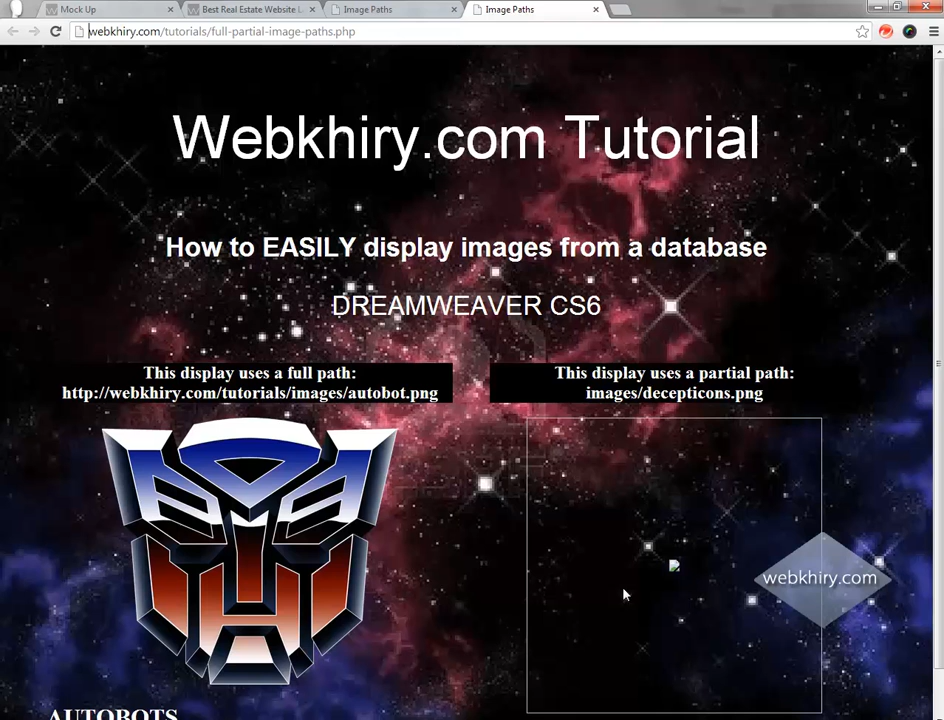 Mock Up
Best Real Estate Website
Image Paths
Image Paths
webkhiry.com/tutorials/full-partial-image-paths.php
Webkhiry.com Tutorial
How to EASILY display images from a database
DREAMWEAVER CS6
This display uses a full path:
http://webkhiry.com/tutorials/images/autobot.png
This display uses a partial path:
images/decepticons.png
webkhiry.com
AUTOBOTS